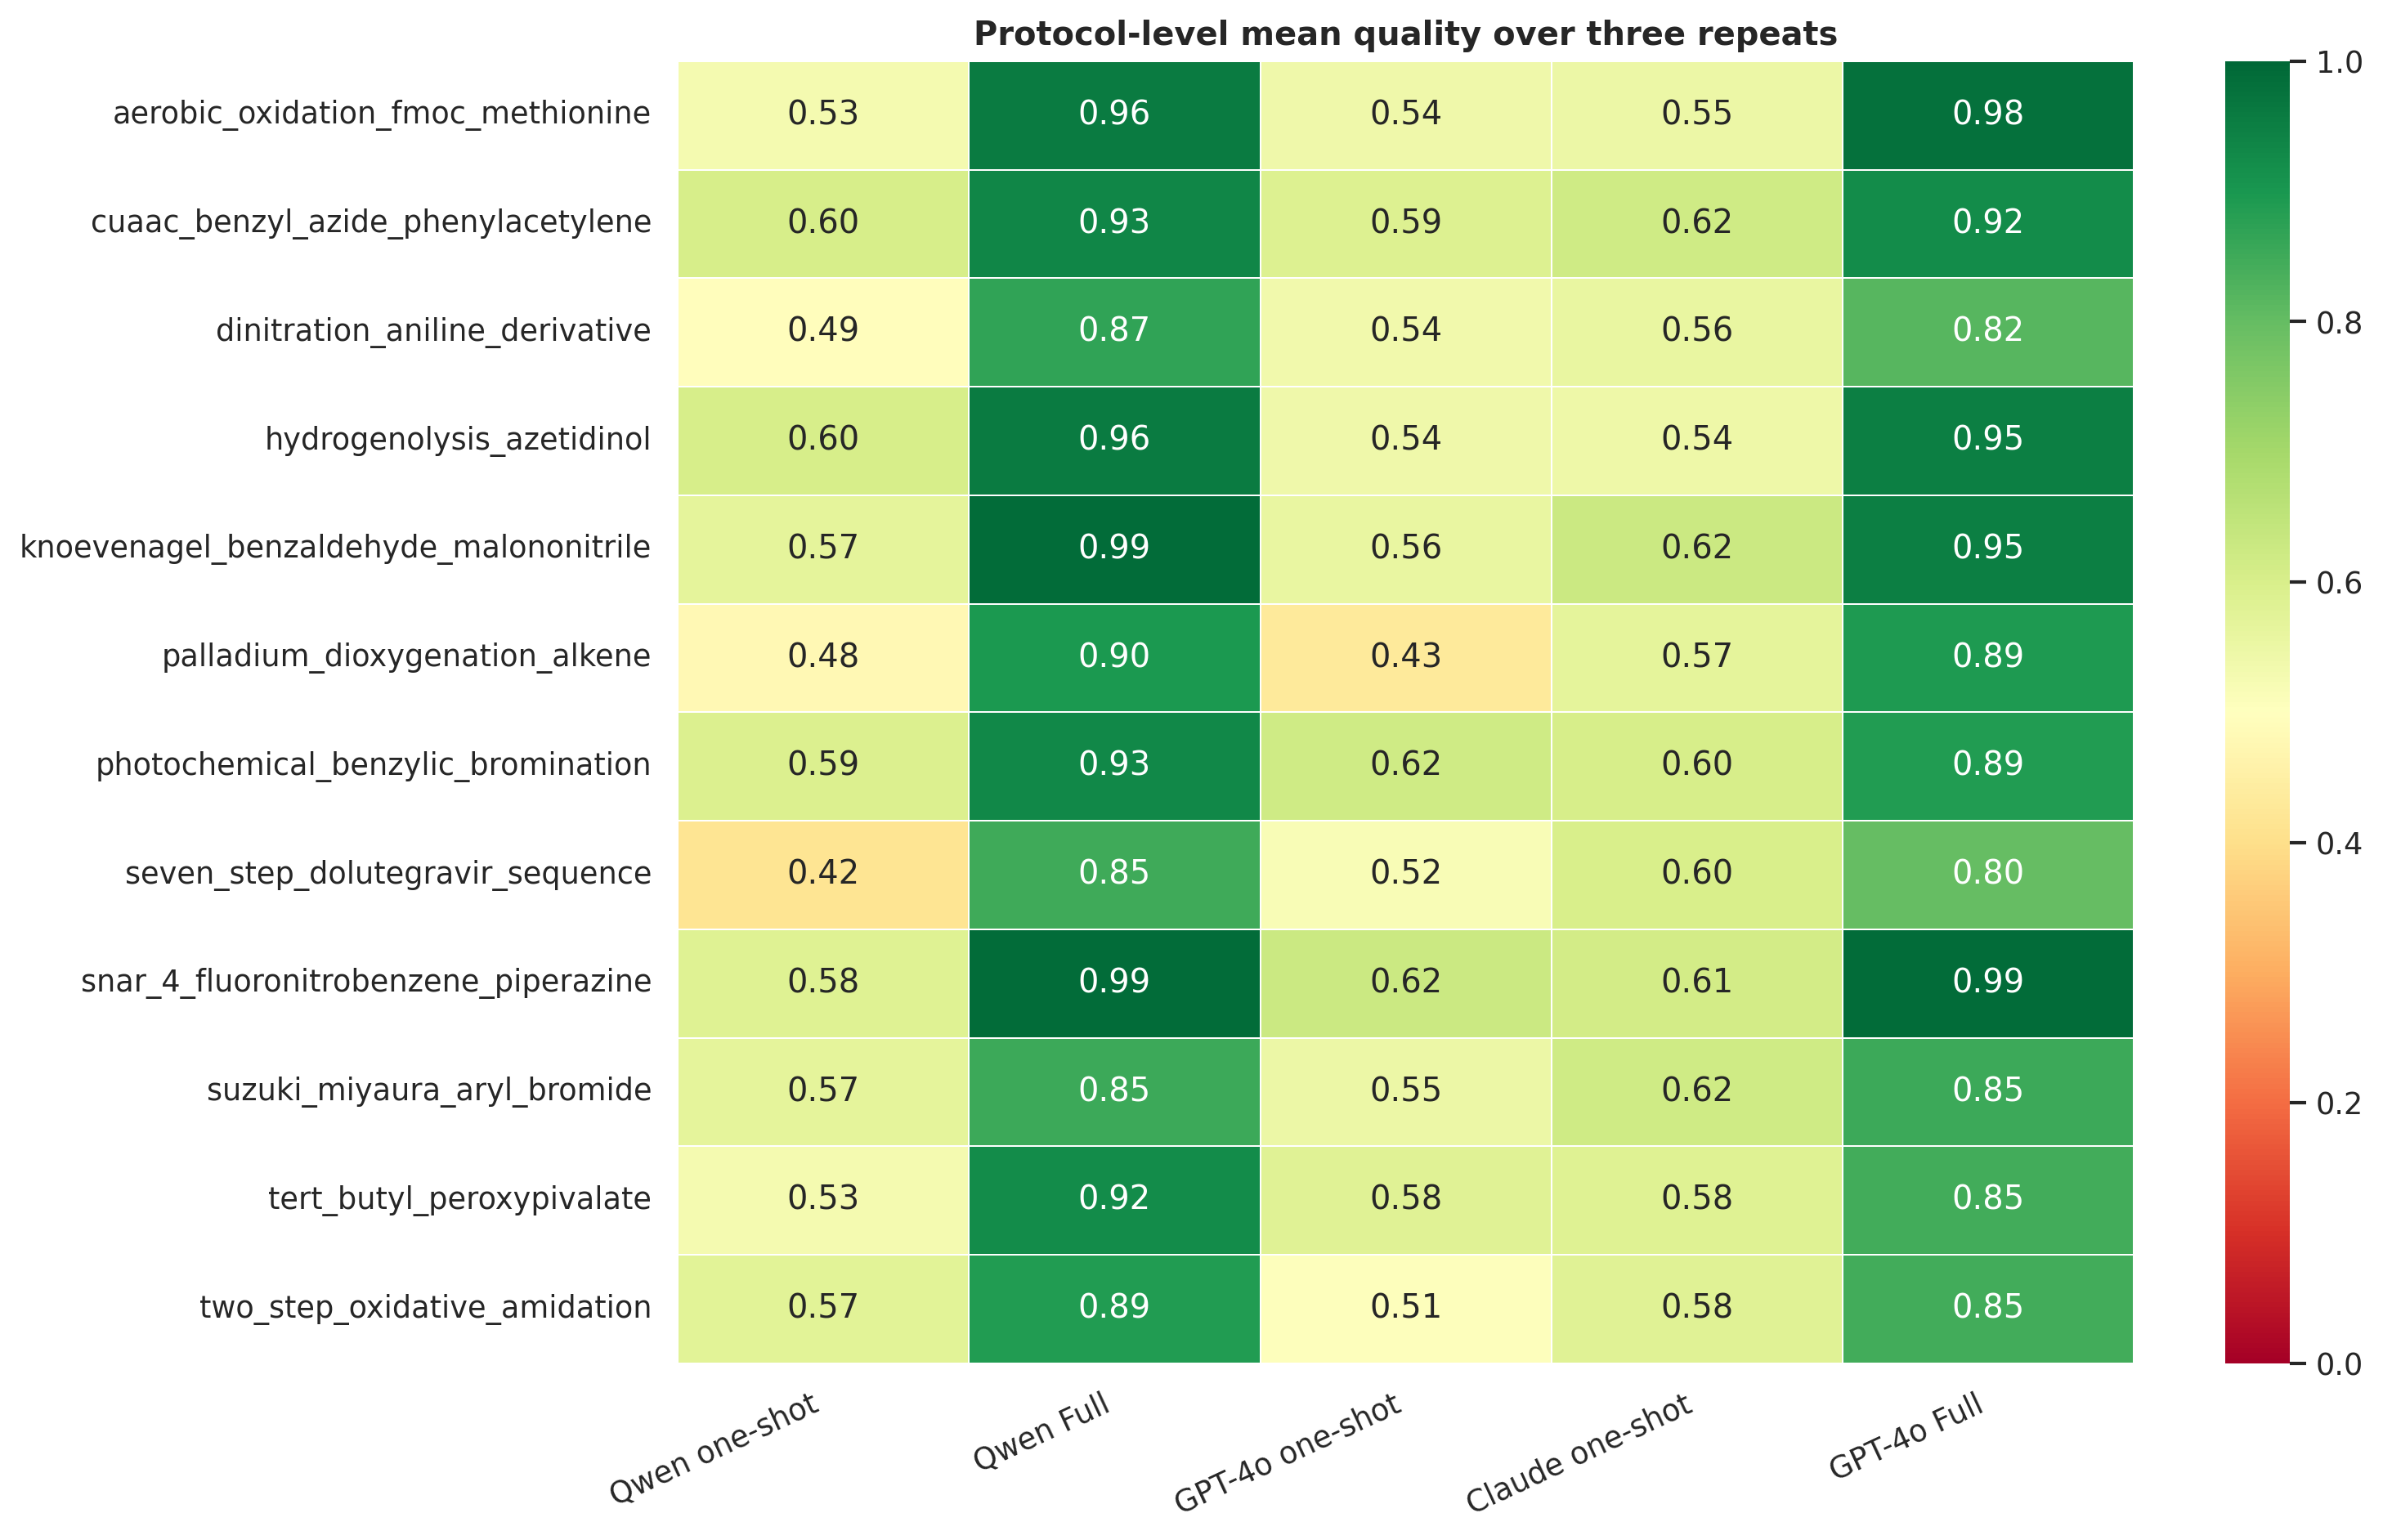 Protocol-level mean quality over three repeats
aerobic_oxidation_fmoc_methionine 0.53 0.96 0.54 0.55 0.98
cuaac_benzyl_azide_phenylacetylene 0.60 0.93 0.59 0.62 0.92
dinitration_aniline_derivative 0.49 0.87 0.54 0.56 0.82
hydrogenolysis_azetidinol 0.60 0.96 0.54 0.54 0.95
knoevenagel_benzaldehyde_malononitrile 0.57 0.99 0.56 0.62 0.95
palladium_dioxygenation_alkene 0.48 0.90 0.43 0.57 0.89
photochemical_benzylic_bromination 0.59 0.93 0.62 0.60 0.89
seven_step_dolutegravir_sequence 0.42 0.85 0.52 0.60 0.80
snar_4_fluoronitrobenzene_piperazine 0.58 0.99 0.62 0.61 0.99
suzuki_miyaura_aryl_bromide 0.57 0.85 0.55 0.62 0.85
tert_butyl_peroxypivalate 0.53 0.92 0.58 0.58 0.85
two_step_oxidative_amidation 0.57 0.89 0.51 0.58 0.85
Qwen one-shot
Qwen Full
GPT-4o one-shot
Claude one-shot
GPT-4o Full
1.0
0.8
0.6
0.4
0.2
0.0